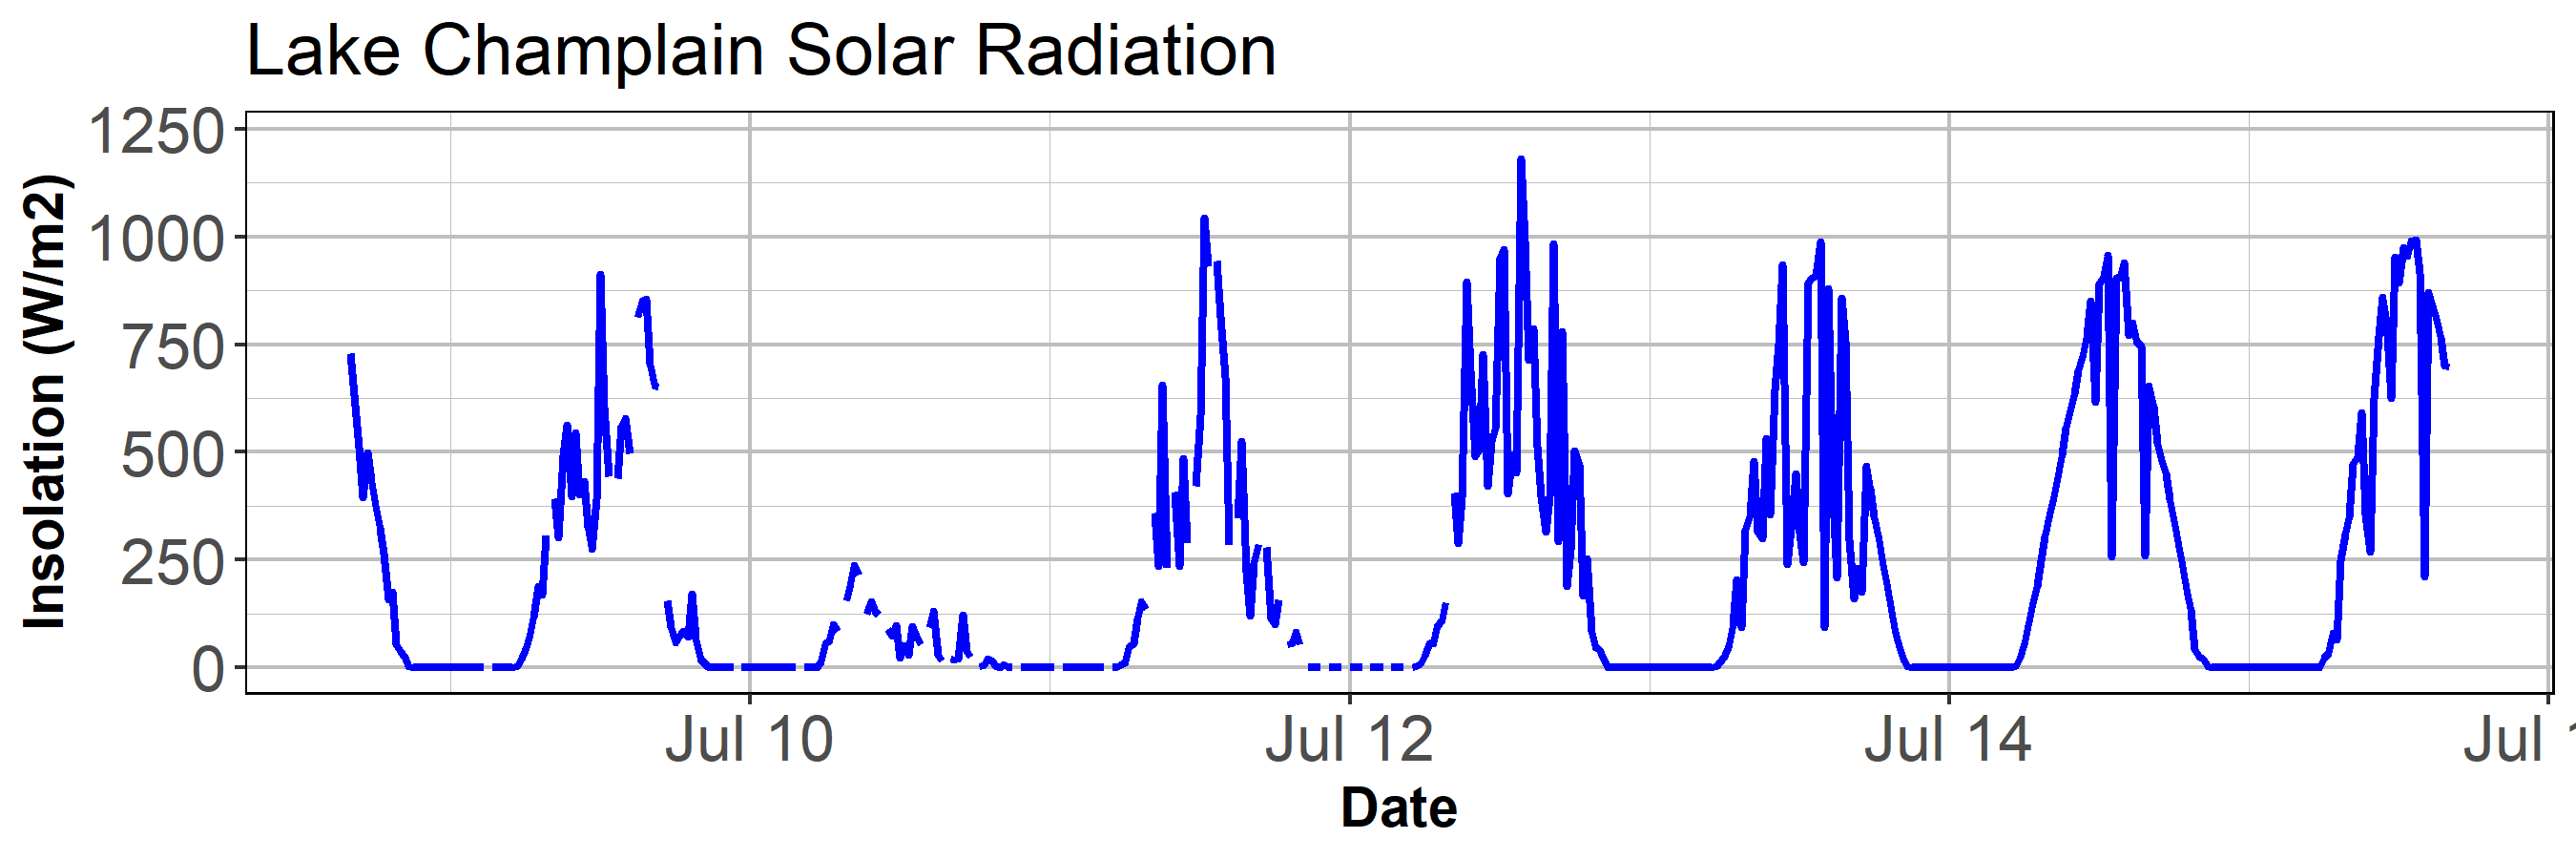 Lake Champlain Solar Radiation
1250
1000
750
500
250
0
Insolation (W/m2)
Jul 10
Jul 12
Jul 14
Jul
Date